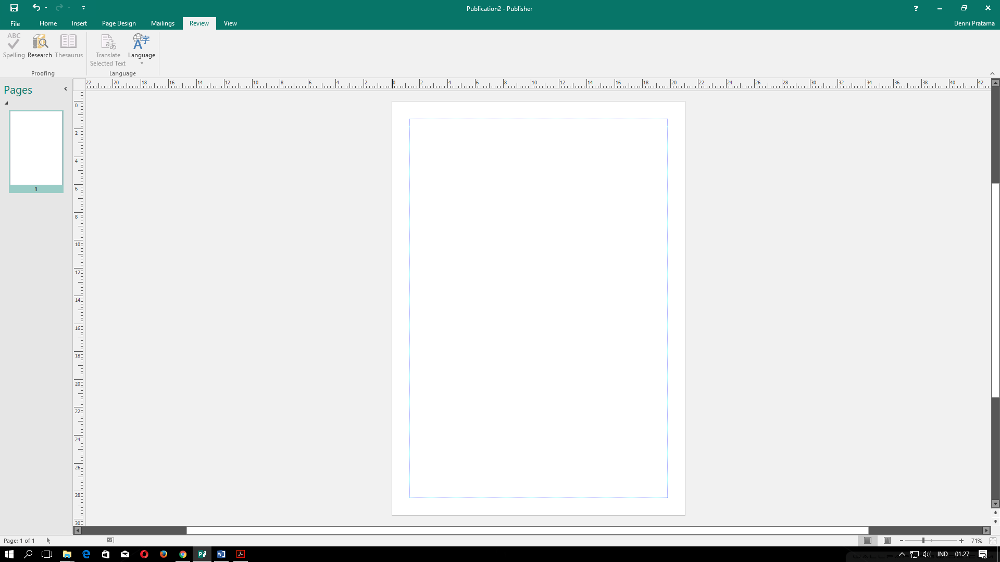 Publication2 - Publisher
?
File Home Insert Page Design Mailings Review View Denni Pratama
ABC
Spelling Research Thesaurus Translate Selected Text Language
Proofing Language
Pages
1
22 20 18 16 14 12 10 8 6 4 2 0 2 4 6 8 10 12 14 16 18 20 22 24 26 28 30 32 34 36 38 40 42
0
2
4
6
8
10
12
14
16
18
20
22
24
26
28
30
Page: 1 of 1 71%
IND 01.27